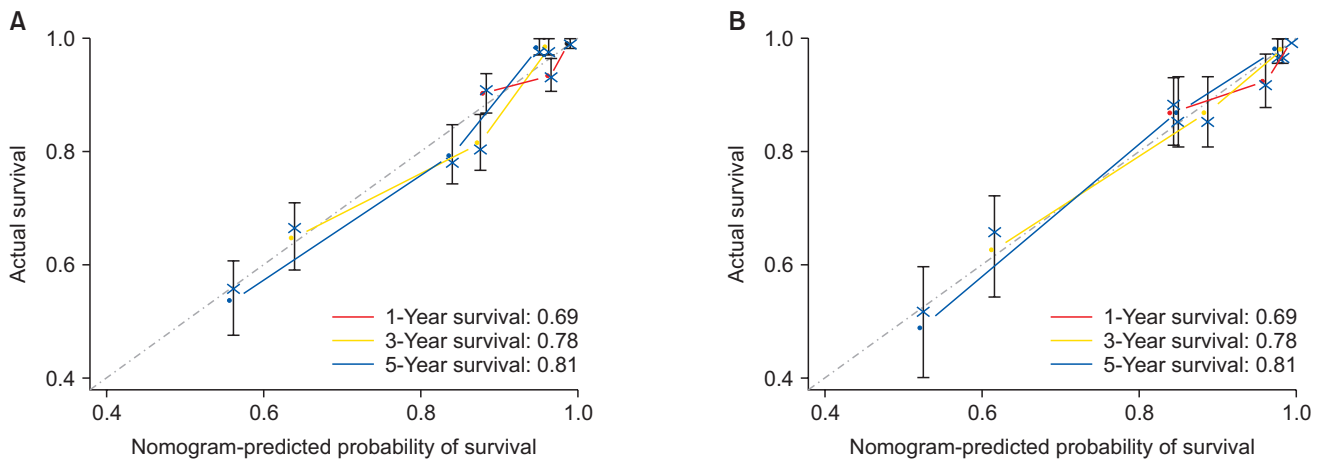 A
1.0
0.8
0.6
0.4
Actual survival
0.4
0.6
0.8
1.0
Nomogram-predicted probability of survival
1-Year survival: 0.69
3-Year survival: 0.78
5-Year survival: 0.81
B
1.0
0.8
0.6
0.4
Actual survival
0.4
0.6
0.8
1.0
Nomogram-predicted probability of survival
1-Year survival: 0.69
3-Year survival: 0.78
5-Year survival: 0.81